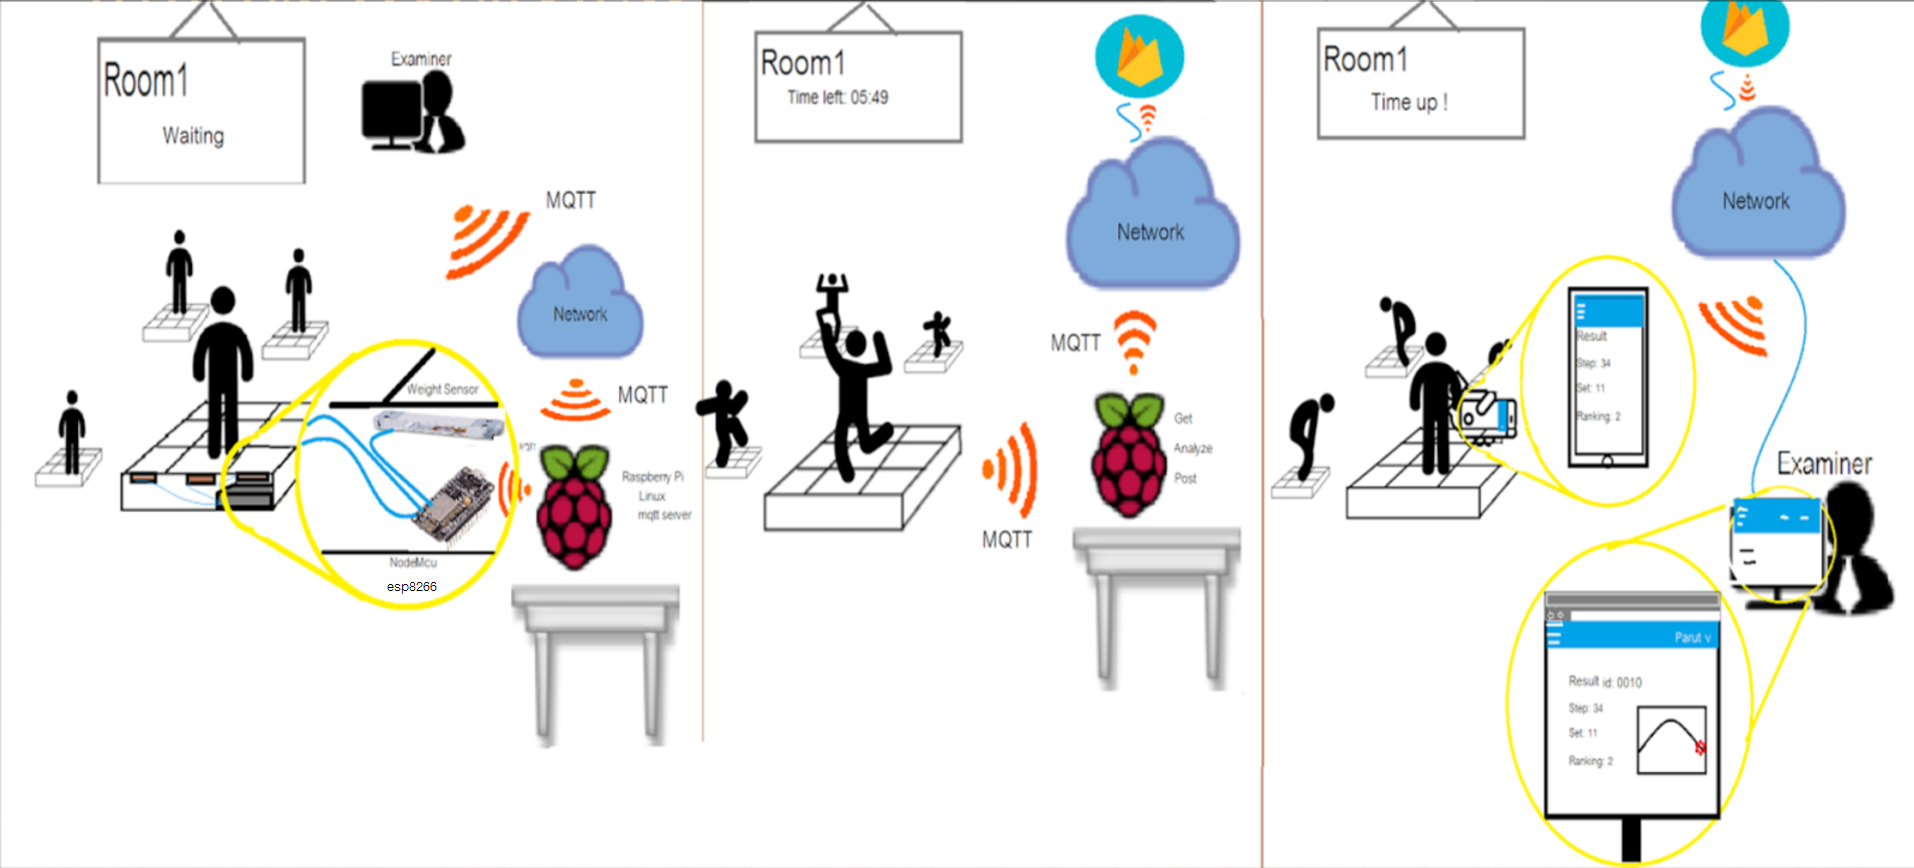 Room1
Waiting
Examiner
MQTT
Network
MQTT
Weight Sensor
NodeMcu
esp8266
Raspberry Pi
Linux
mqtt server
Room1
Time left: 05:49
Network
MQTT
MQTT
Get
Analyze
Post
Room1
Time up !
Network
Result
Step: 34
Set: 11
Ranking: 2
Examiner
Parut v
Result id: 0010
Step: 34
Set: 11
Ranking: 2